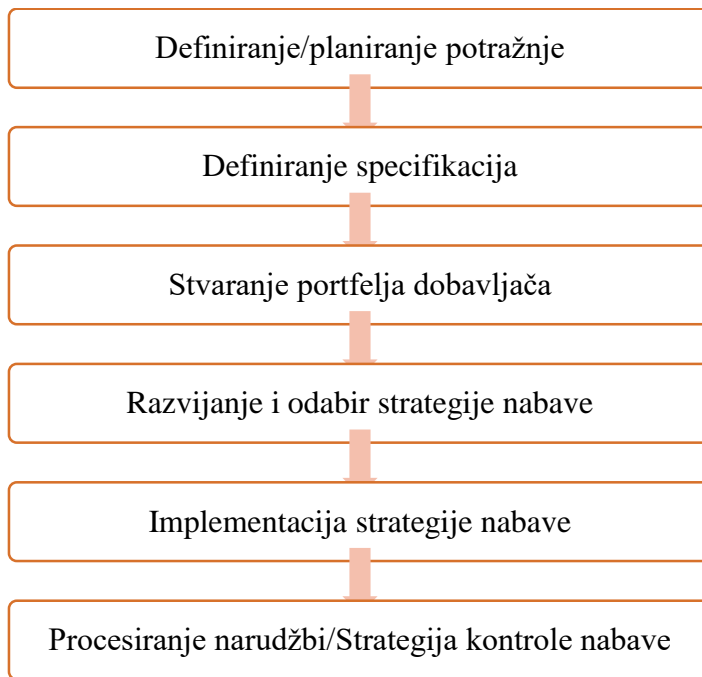 Definiranje/planiranje potražnje
Definiranje specifikacija
Stvaranje portfelja dobavljača
Razvijanje i odabir strategije nabave
Implementacija strategije nabave
Procesiranje narudžbi/Strategija kontrole nabave